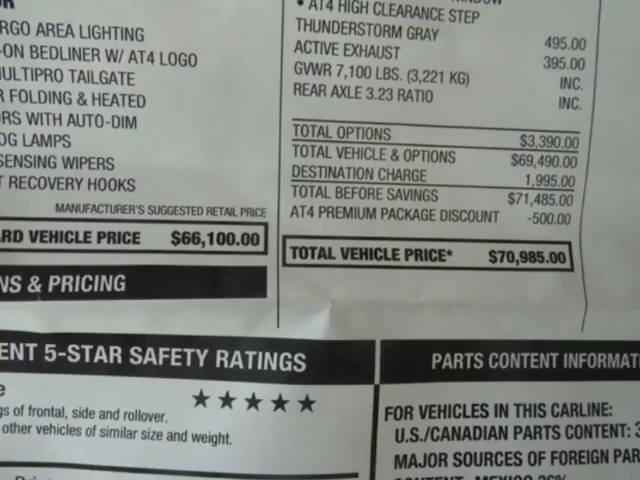 RGO AREA LIGHTING
-ON BEDLINER W/ AT4 LOGO
ULTIPRO TAILGATE
R FOLDING & HEATED
RS WITH AUTO-DIM
OG LAMPS
SENSING WIPERS
T RECOVERY HOOKS
MANUFACTURER'S SUGGESTED RETAIL PRICE
RD VEHICLE PRICE $66,100.00
NS & PRICING
• AT4 HIGH CLEARANCE STEP
THUNDERSTORM GRAY 495.00
ACTIVE EXHAUST 395.00
GVWR 7,100 LBS. (3,221 KG) INC.
REAR AXLE 3.23 RATIO INC.
TOTAL OPTIONS $3,390.00
TOTAL VEHICLE & OPTIONS $69,490.00
DESTINATION CHARGE 1,995.00
TOTAL BEFORE SAVINGS $71,485.00
AT4 PREMIUM PACKAGE DISCOUNT -500.00
TOTAL VEHICLE PRICE* $70,985.00
ENT 5-STAR SAFETY RATINGS
★★★★★
gs of frontal, side and rollover.
other vehicles of similar size and weight.
PARTS CONTENT INFORMATI
FOR VEHICLES IN THIS CARLINE:
U.S./CANADIAN PARTS CONTENT: 3
MAJOR SOURCES OF FOREIGN PAR
CONTENT: MEXICO